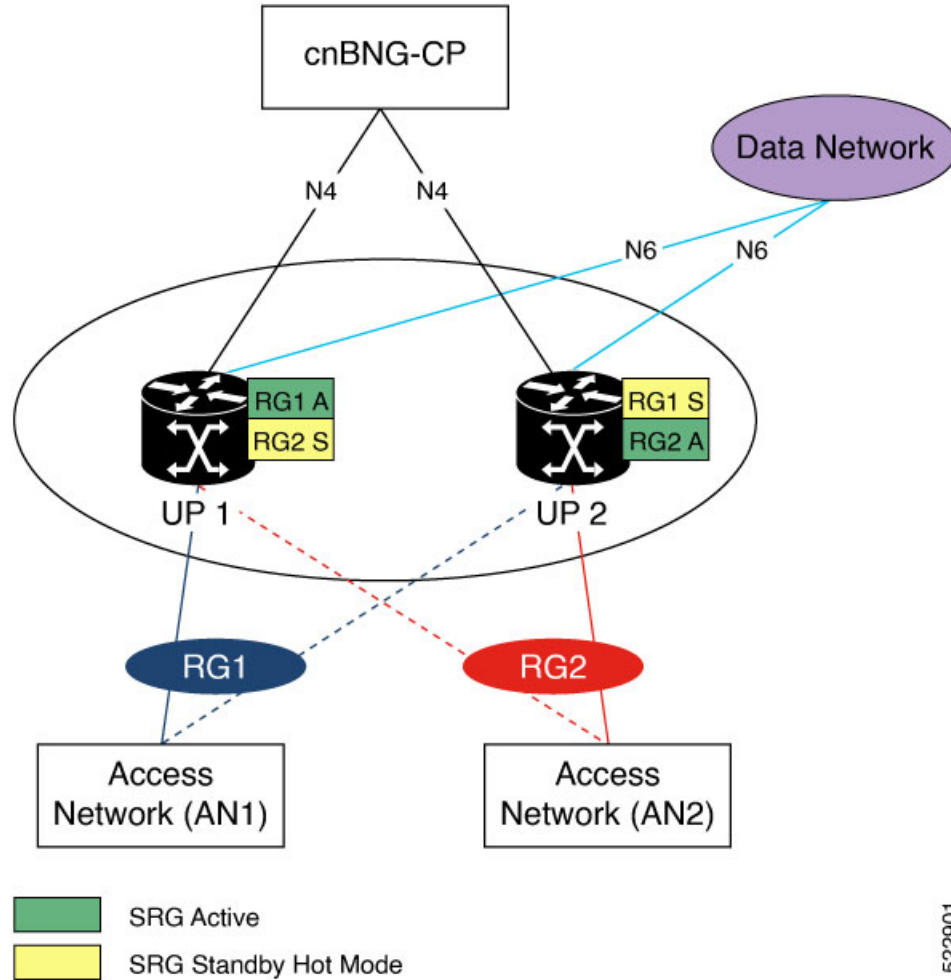 cnBNG-CP
Data Network
N4
N4
N6
N6
RG1 A
RG2 S
RG1 S
RG2 A
UP 1
UP 2
RG1
RG2
Access
Network (AN1)
Access
Network (AN2)
SRG Active
SRG Standby Hot Mode